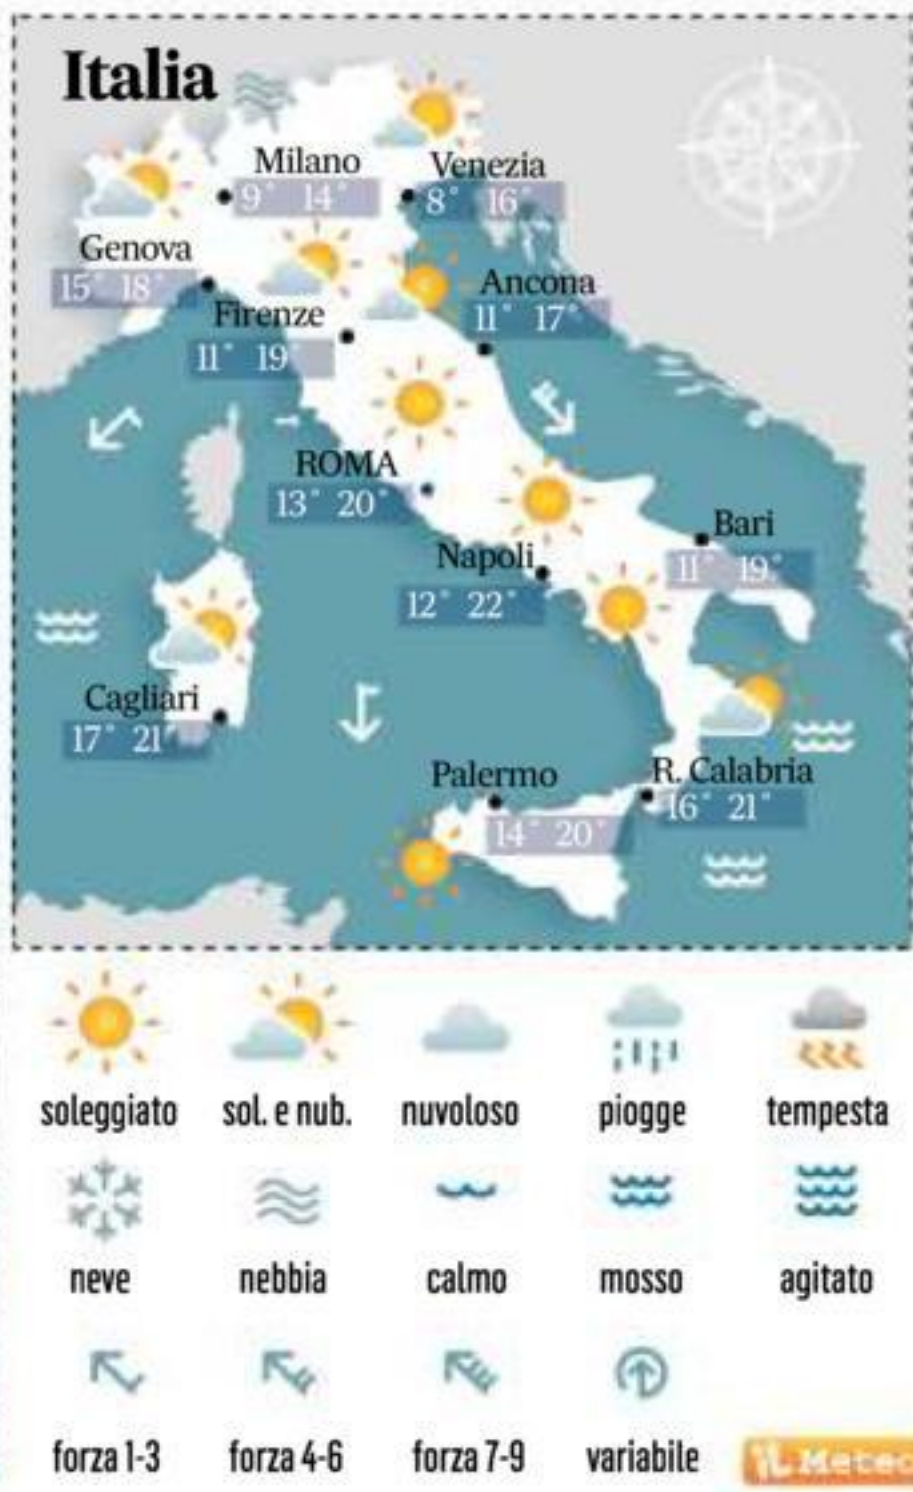 Italia
Milano
9° 14°
Venezia
8° 16°
Genova
15° 18°
Ancona
11° 17°
Firenze
11° 19°
ROMA
13° 20°
Bari
11° 19°
Napoli
12° 22°
Cagliari
17° 21°
Palermo
14° 20°
R. Calabria
16° 21°
soleggiato sol. e nub. nuvoloso piogge tempesta
neve nebbia calmo mosso agitato
forza 1-3 forza 4-6 forza 7-9 variabile
iL Meteo